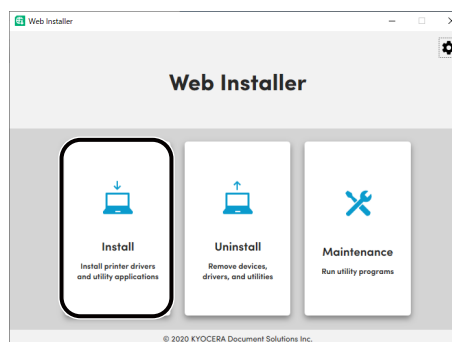 Web Installer
Web Installer
Install
Install printer drivers
and utility applications
Uninstall
Remove devices,
drivers, and utilities
Maintenance
Run utility programs
© 2020 KYOCERA Document Solutions Inc.